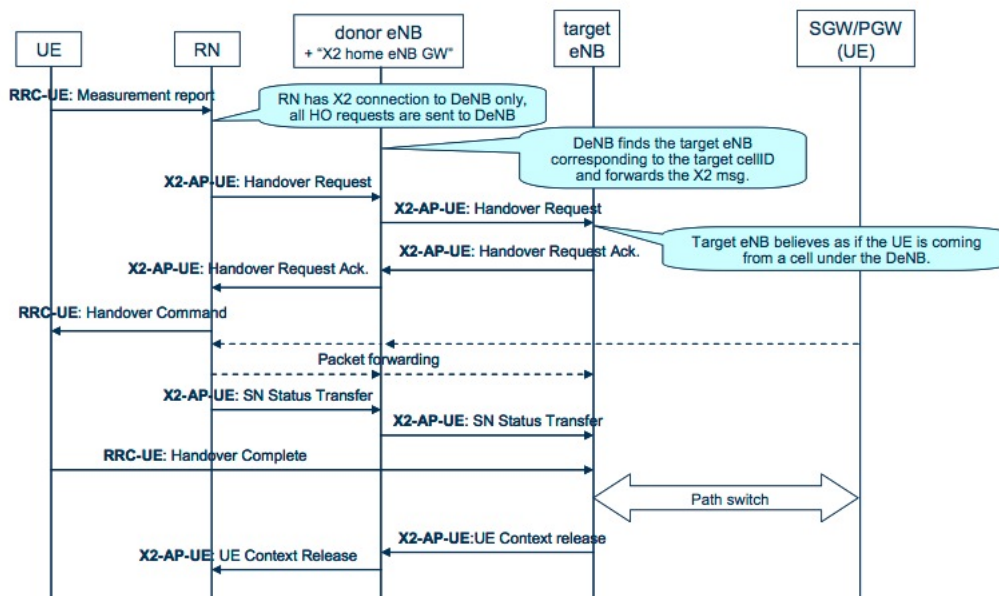 UE
RN
donor eNB
+ “X2 home eNB GW”
target
eNB
SGW/PGW
(UE)
RRC-UE: Measurement report
RN has X2 connection to DeNB only,
all HO requests are sent to DeNB
DeNB finds the target eNB
corresponding to the target cellID
and forwards the X2 msg.
X2-AP-UE: Handover Request
X2-AP-UE: Handover Request
Target eNB believes as if the UE is coming
from a cell under the DeNB.
X2-AP-UE: Handover Request Ack.
X2-AP-UE: Handover Request Ack.
RRC-UE: Handover Command
Packet forwarding
X2-AP-UE: SN Status Transfer
X2-AP-UE: SN Status Transfer
RRC-UE: Handover Complete
Path switch
X2-AP-UE:UE Context release
X2-AP-UE: UE Context Release